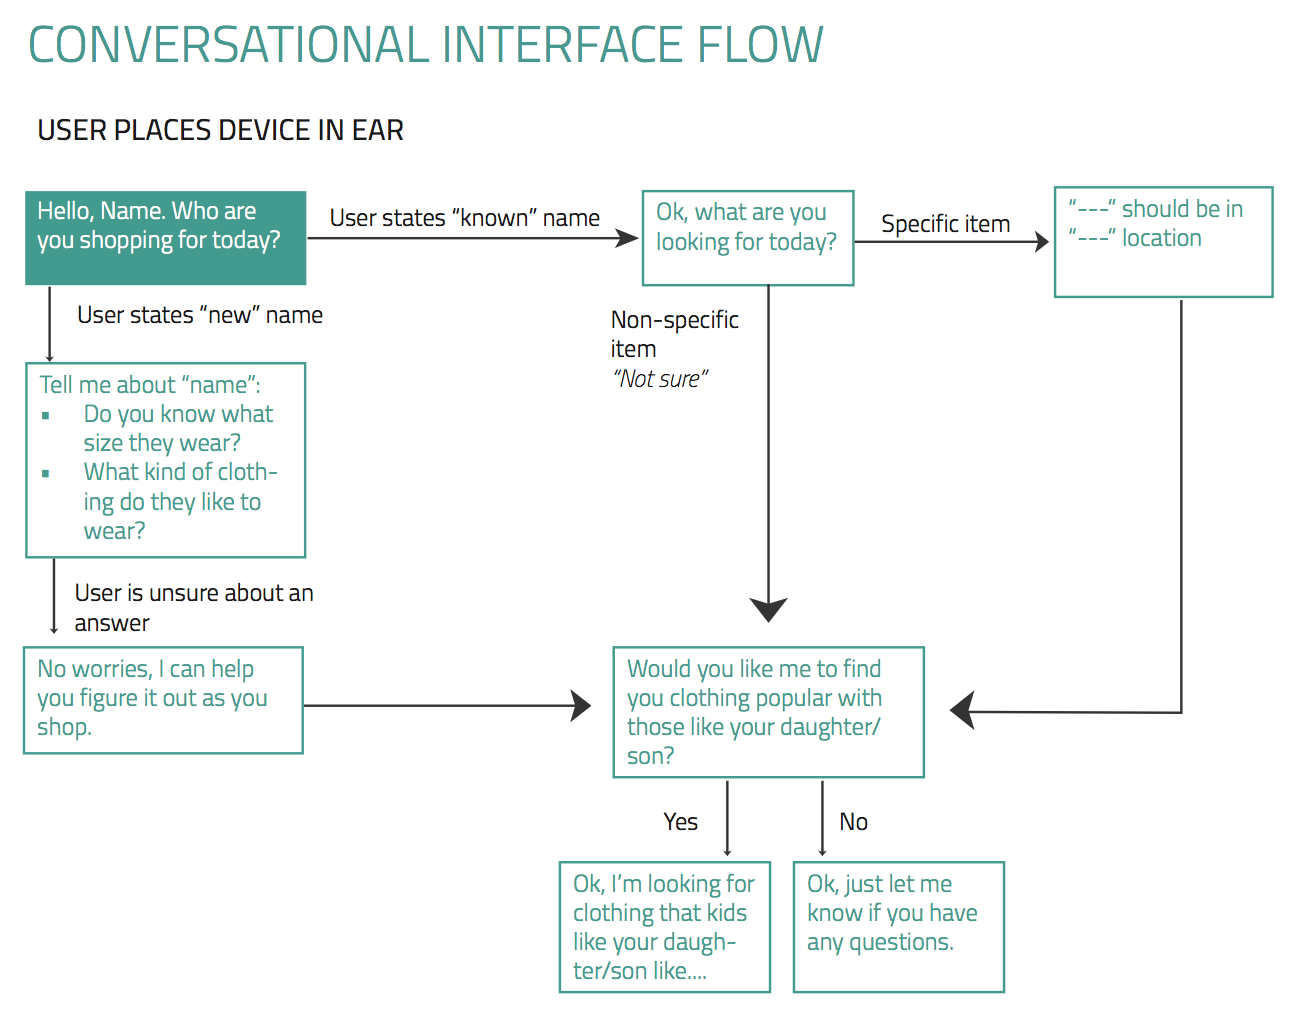 CONVERSATIONAL INTERFACE FLOW
USER PLACES DEVICE IN EAR
Hello, Name. Who are
you shopping for today?
User states “known” name
Ok, what are you
looking for today?
Specific item
“---” should be in
“---” location
User states “new” name
Non-specific
item
“Not sure”
Tell me about “name”:
▪ Do you know what
size they wear?
▪ What kind of cloth-
ing do they like to
wear?
User is unsure about an
answer
No worries, I can help
you figure it out as you
shop.
Would you like me to find
you clothing popular with
those like your daughter/
son?
Yes
No
Ok, I’m looking for
clothing that kids
like your daugh-
ter/son like....
Ok, just let me
know if you have
any questions.